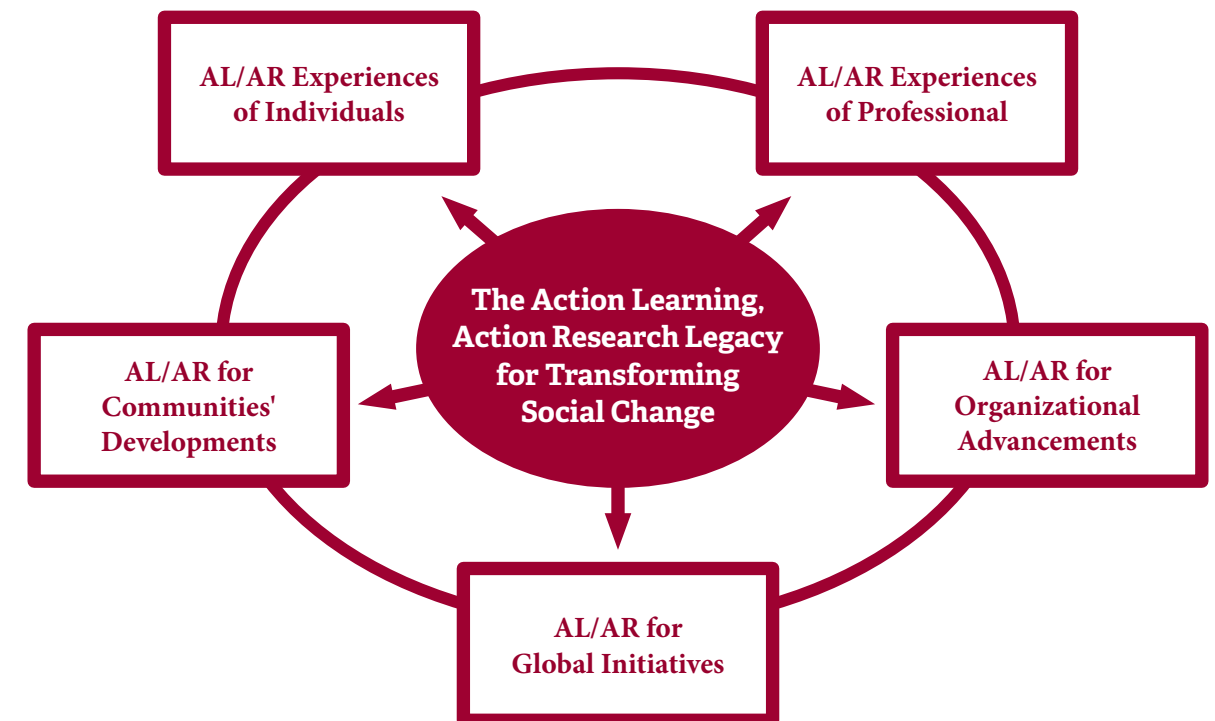 AL/AR Experiences
of Individuals
AL/AR Experiences
of Professional
The Action Learning,
Action Research Legacy
for Transforming
Social Change
AL/AR for
Communities'
Developments
AL/AR for
Organizational
Advancements
AL/AR for
Global Initiatives